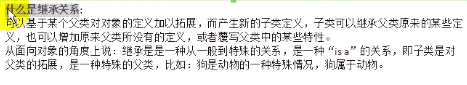 什么是继承关系：
可以基于某个父类对对象的定义加以拓展，而产生新的子类定义，子类可以继承父类原来的某些定
义，也可以增加原来父类所没有的定义，或者覆写父类中的某些特性。
从面向对象的角度上说：继承是是一种从一般到特殊的关系，是一种“is a”的关系，即子类是对
父类的拓展，是一种特殊的父类，比如：狗是动物的一种特殊情况，狗属于动物。